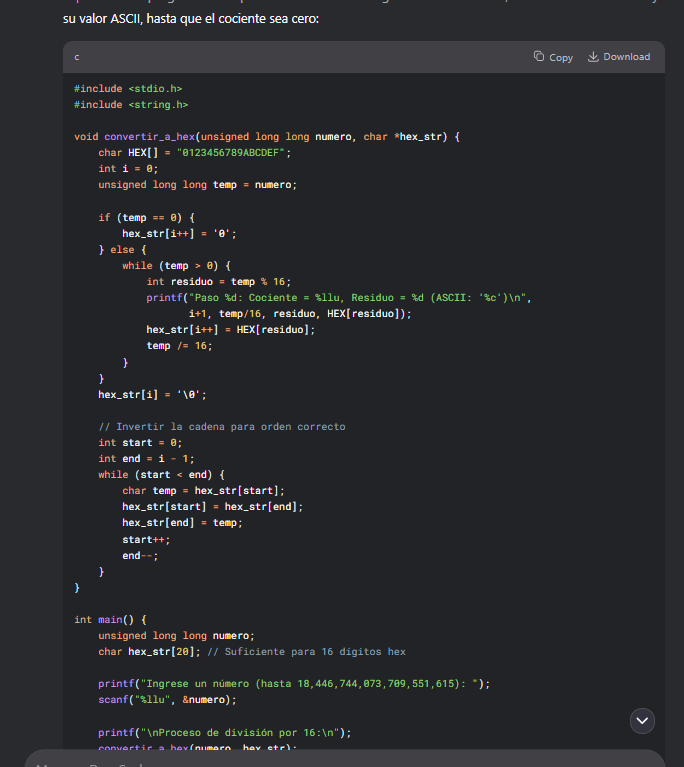 su valor ASCII, hasta que el cociente sea cero:
c
Copy
Download
#include <stdio.h>
#include <string.h>
void convertir_a_hex(unsigned long long numero, char *hex_str) {
    char HEX[] = "0123456789ABCDEF";
    int i = 0;
    unsigned long long temp = numero;
    if (temp == 0) {
        hex_str[i++] = '0';
    } else {
        while (temp > 0) {
            int residuo = temp % 16;
            printf("Paso %d: Cociente = %llu, Residuo = %d (ASCII: '%c')\n",
                   i+1, temp/16, residuo, HEX[residuo]);
            hex_str[i++] = HEX[residuo];
            temp /= 16;
        }
    }
    hex_str[i] = '\0';
    // Invertir la cadena para orden correcto
    int start = 0;
    int end = i - 1;
    while (start < end) {
        char temp = hex_str[start];
        hex_str[start] = hex_str[end];
        hex_str[end] = temp;
        start++;
        end--;
    }
}
int main() {
    unsigned long long numero;
    char hex_str[20]; // Suficiente para 16 dígitos hex
    printf("Ingrese un número (hasta 18,446,744,073,709,551,615): ");
    scanf("%llu", &numero);
    printf("\nProceso de división por 16:\n");
    convertir_a_hex(numero, hex_str);